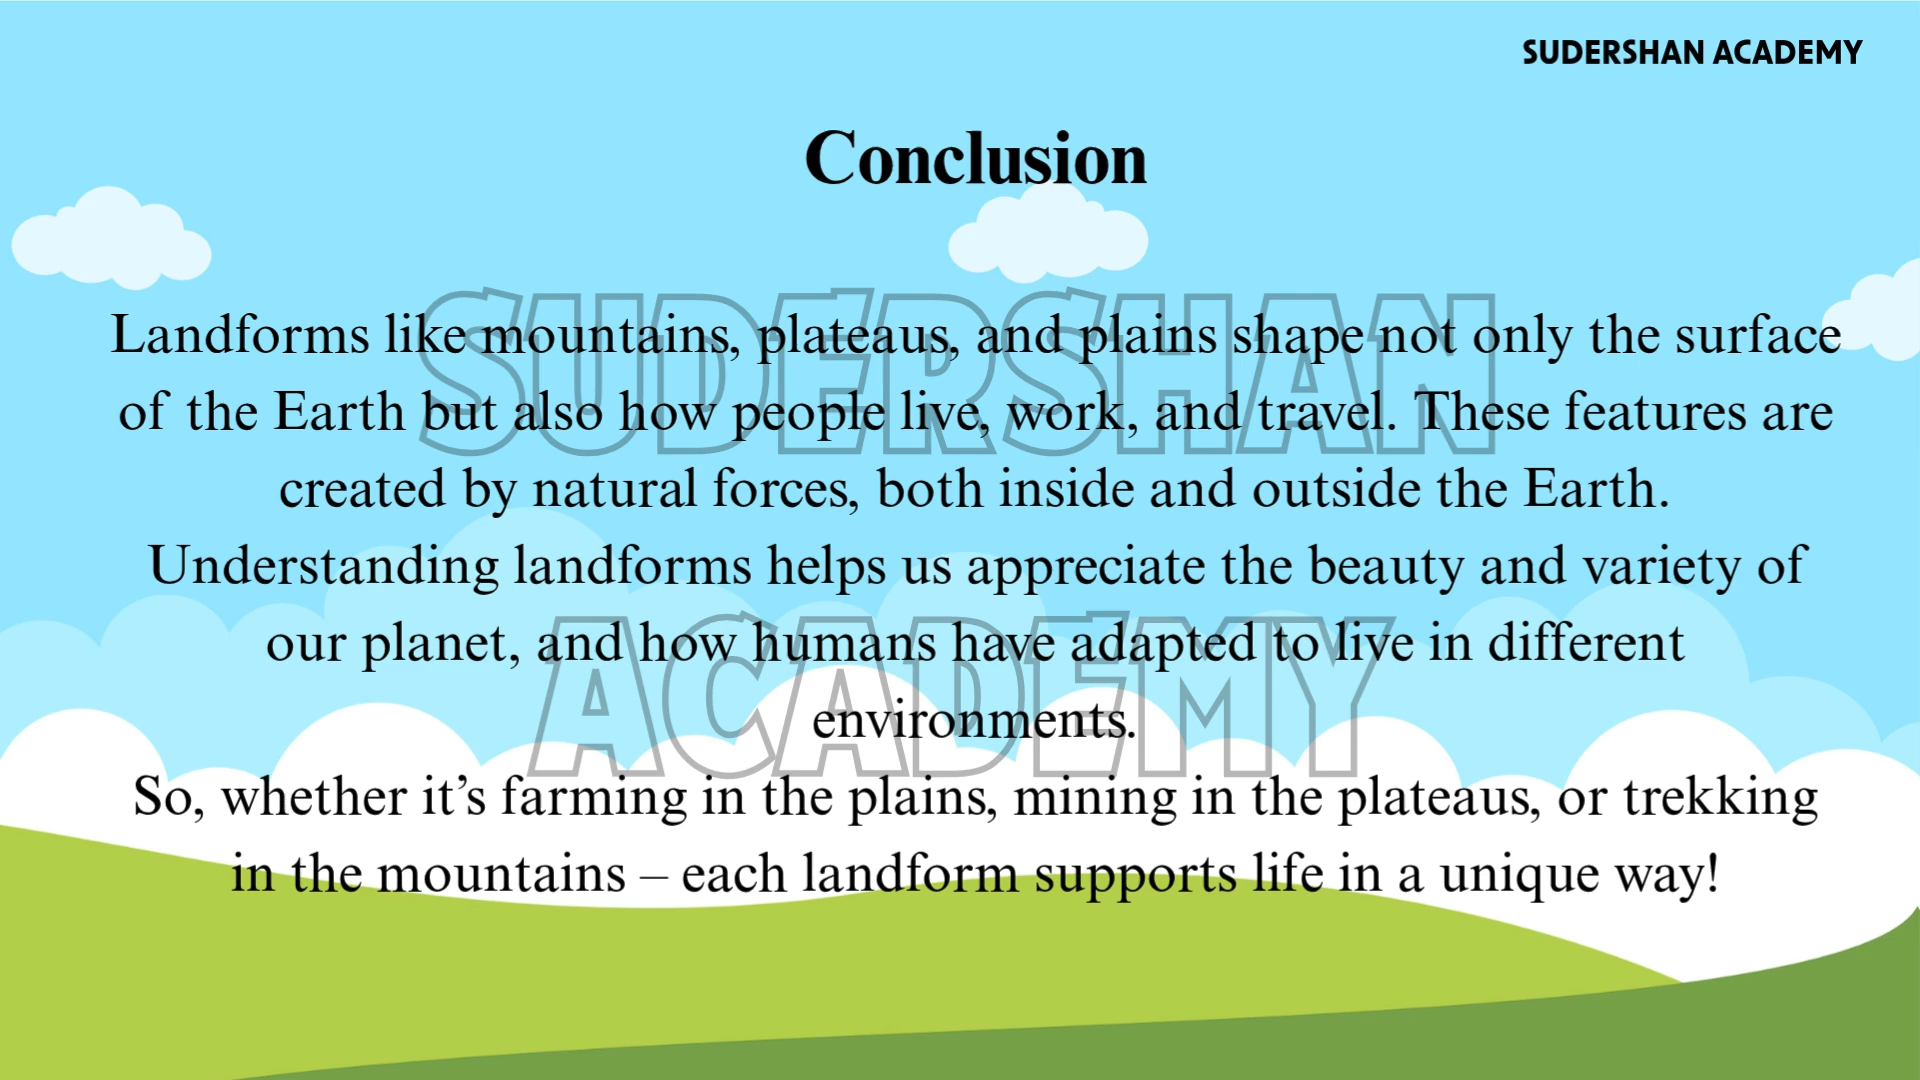 SUDERSHAN ACADEMY
Conclusion
Landforms like mountains, plateaus, and plains shape not only the surface
of the Earth but also how people live, work, and travel. These features are
created by natural forces, both inside and outside the Earth.
Understanding landforms helps us appreciate the beauty and variety of
our planet, and how humans have adapted to live in different
environments.
So, whether it’s farming in the plains, mining in the plateaus, or trekking
in the mountains – each landform supports life in a unique way!
SUDERSHAN
ACADEMY